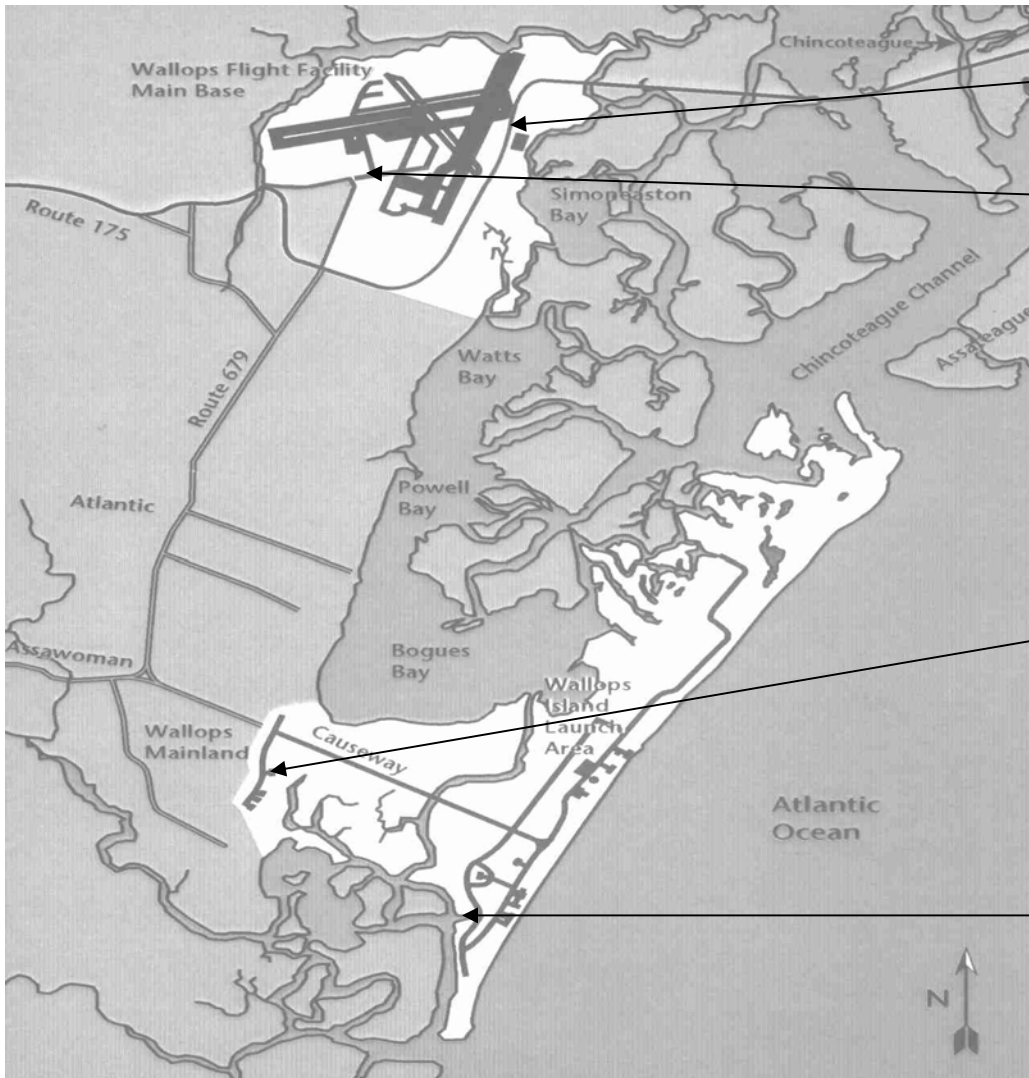 Chincoteague
Wallops Flight Facility
Main Base
Route 175
Simoneaston
Bay
Chincoteague Channel
Assateague
Watts
Bay
Route 679
Atlantic
Powell
Bay
Assawoman
Bogues
Bay
Wallops
Island
Launch
Area
Wallops
Mainland
Causeway
Atlantic
Ocean
N